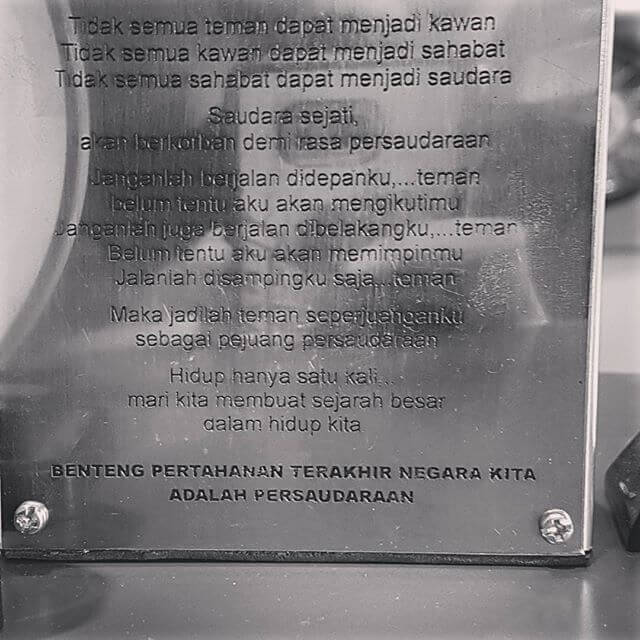 Tidak semua teman dapat menjadi kawan
Tidak semua kawan dapat menjadi sahabat
Tidak semua sahabat dapat menjadi saudara
Saudara sejati,
akan berkorban demi rasa persaudaraan
Janganlah berjalan didepanku,...teman
belum tentu aku akan mengikutimu
Janganlah juga berjalan dibelakangku,...teman
Belum tentu aku akan memimpinmu
Jalanlah disampingku saja,..teman
Maka jadilah teman seperjuanganku
sebagai pejuang persaudaraan
Hidup hanya satu kali...
mari kita membuat sejarah besar
dalam hidup kita
BENTENG PERTAHANAN TERAKHIR NEGARA KITA
ADALAH PERSAUDARAAN